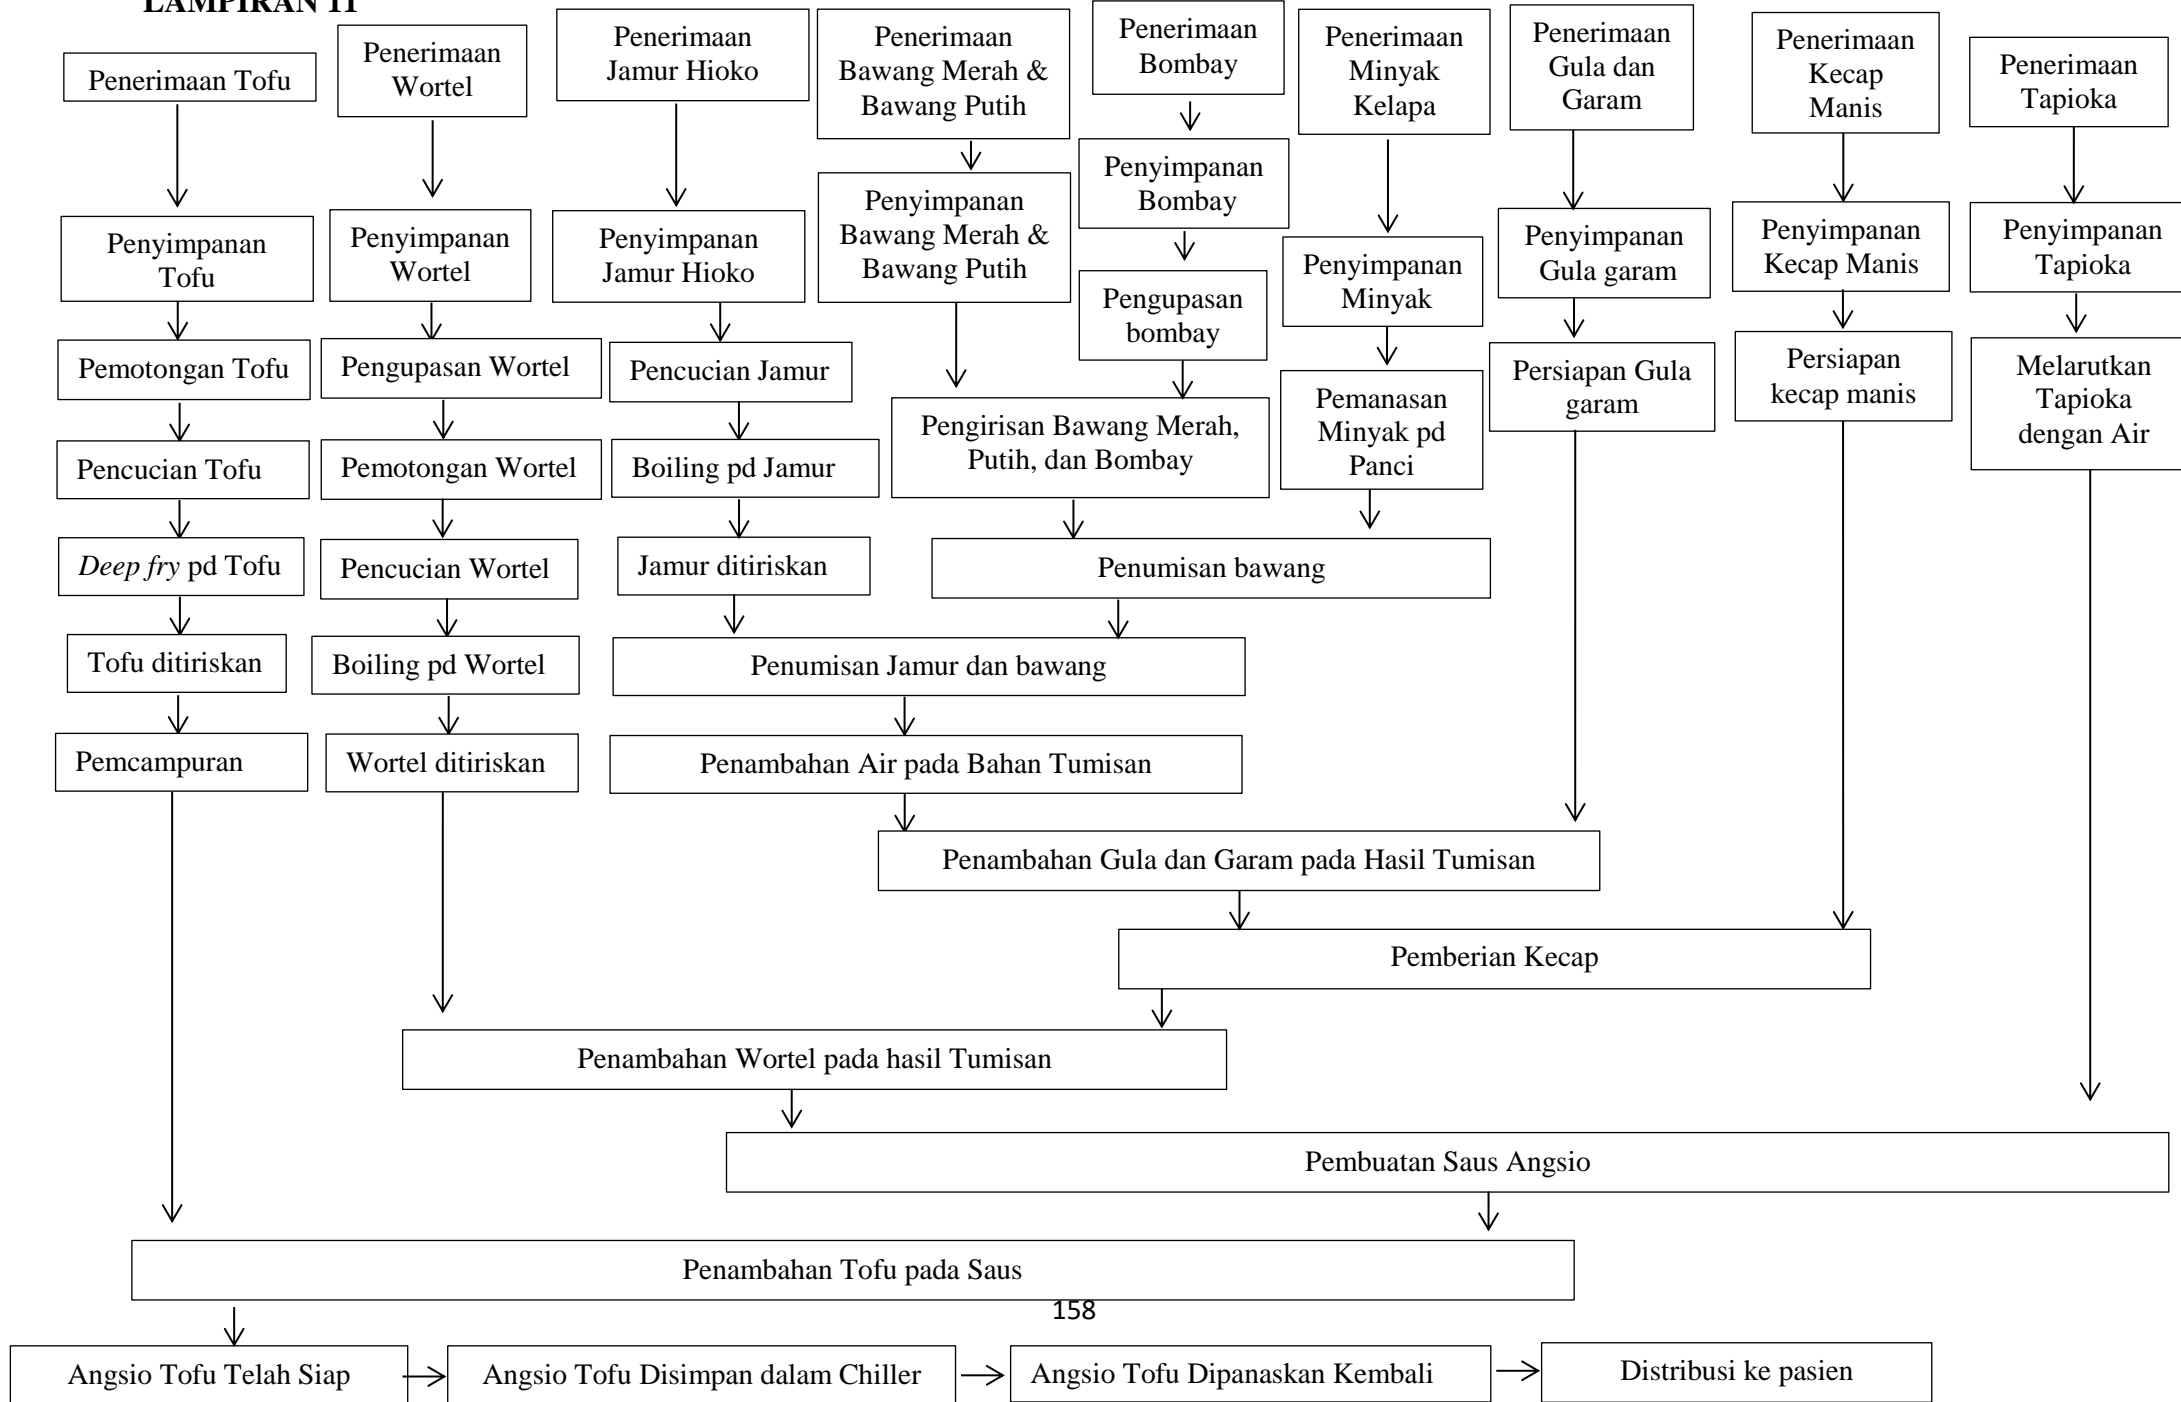 LAMPIRAN 11
Penerimaan Tofu
Penerimaan
Wortel
Penerimaan
Jamur Hioko
Penerimaan
Bawang Merah &
Bawang Putih
Penerimaan
Bombay
Penerimaan
Minyak
Kelapa
Penerimaan
Gula dan
Garam
Penerimaan
Kecap
Manis
Penerimaan
Tapioka
Penyimpanan
Tofu
Penyimpanan
Wortel
Penyimpanan
Jamur Hioko
Penyimpanan
Bawang Merah &
Bawang Putih
Penyimpanan
Bombay
Pengupasan
bombay
Penyimpanan
Minyak
Penyimpanan
Gula garam
Penyimpanan
Kecap Manis
Penyimpanan
Tapioka
Pemotongan Tofu
Pengupasan Wortel
Pencucian Jamur
Pengirisan Bawang Merah,
Putih, dan Bombay
Pemanasan
Minyak pd
Panci
Persiapan Gula
garam
Persiapan
kecap manis
Melarutkan
Tapioka
dengan Air
Pencucian Tofu
Pemotongan Wortel
Boiling pd Jamur
Deep fry pd Tofu
Pencucian Wortel
Jamur ditiriskan
Penumisan bawang
Tofu ditiriskan
Boiling pd Wortel
Penumisan Jamur dan bawang
Pemcampuran
Wortel ditiriskan
Penambahan Air pada Bahan Tumisan
Penambahan Gula dan Garam pada Hasil Tumisan
Pemberian Kecap
Penambahan Wortel pada hasil Tumisan
Pembuatan Saus Angsio
Penambahan Tofu pada Saus
158
Angsio Tofu Telah Siap
Angsio Tofu Disimpan dalam Chiller
Angsio Tofu Dipanaskan Kembali
Distribusi ke pasien